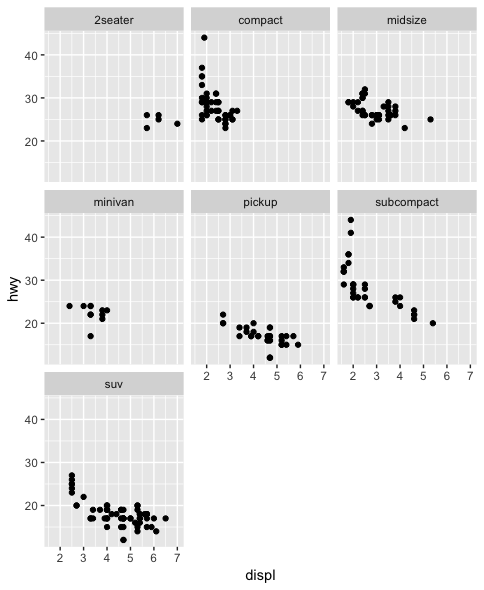 2seater compact midsize
40
30
20
minivan pickup subcompact
40
30
20
2 3 4 5 6 7 2 3 4 5 6 7
suv
40
30
20
2 3 4 5 6 7
hwy
displ